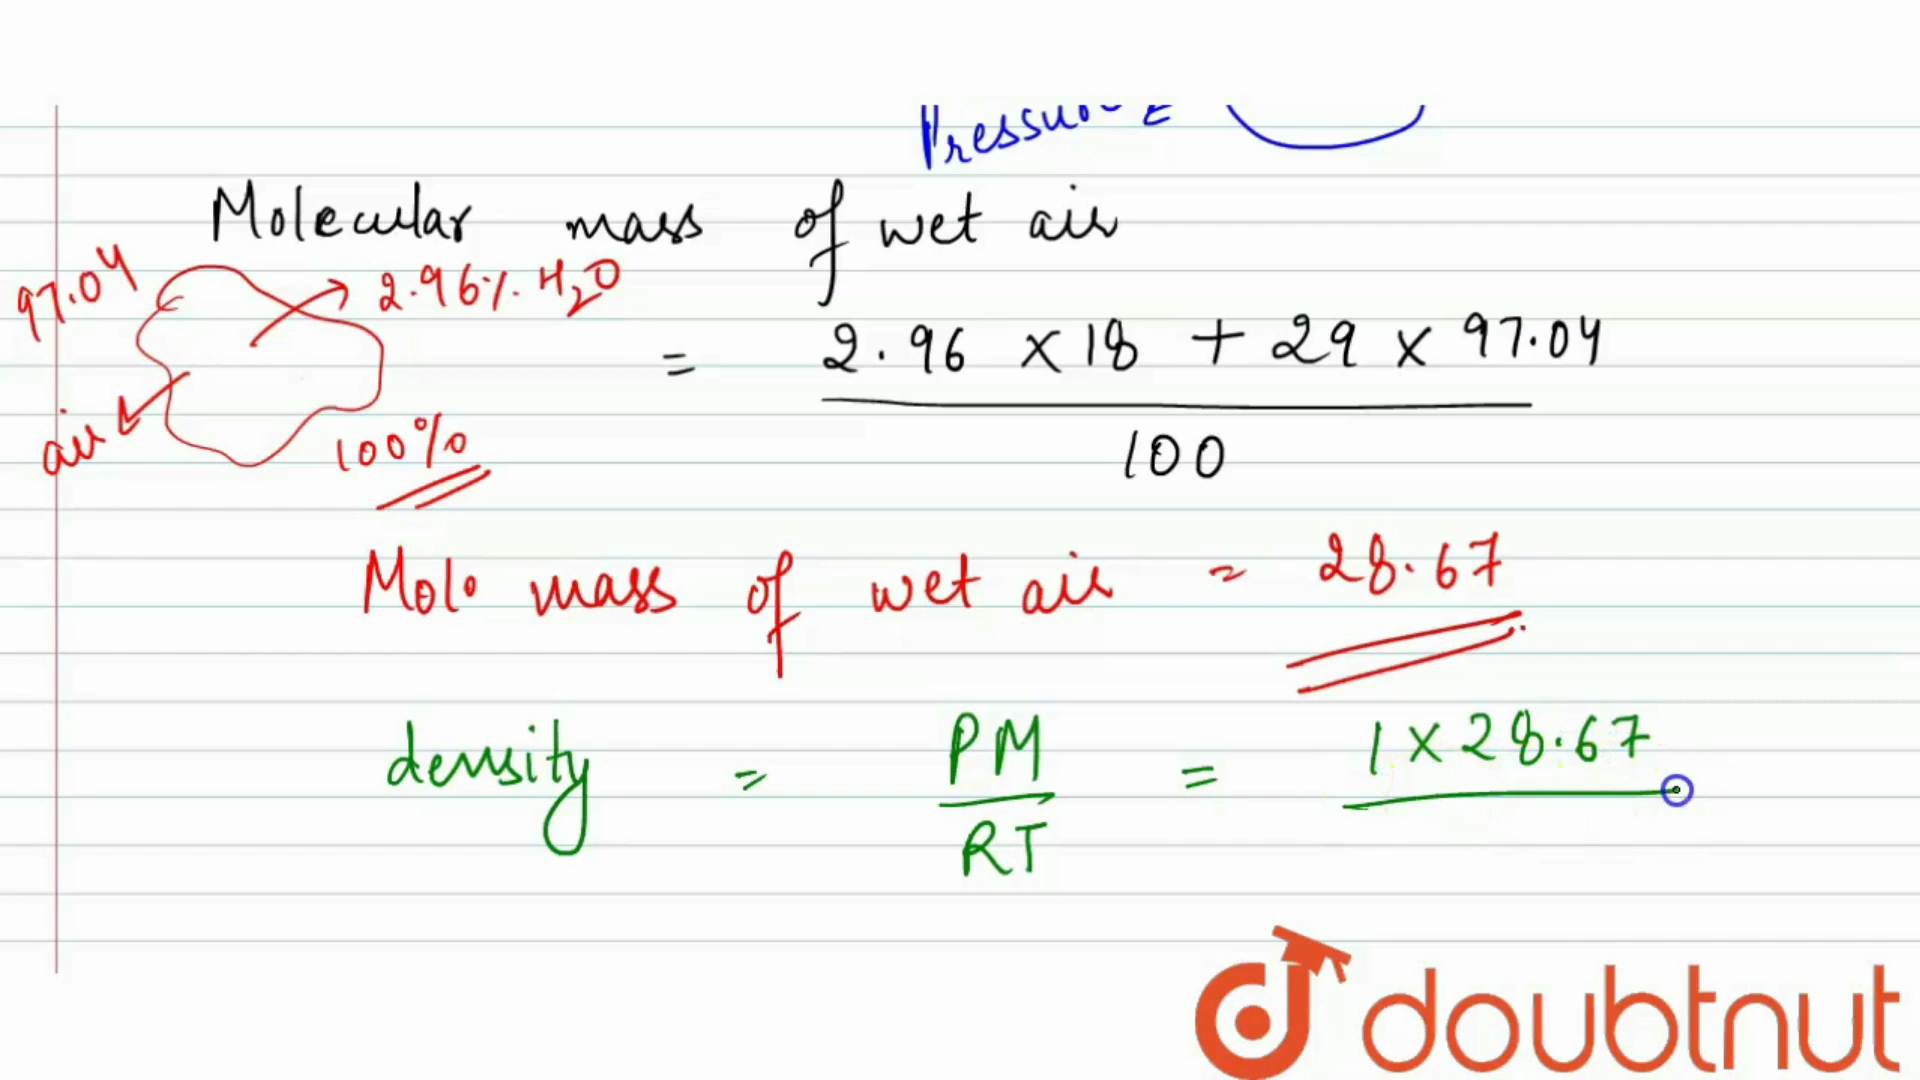 Pressure
Molecular mass of wet air
97.04
2.96% H2O
= 2.96 × 18 + 29 × 97.04
100
air
100%
Mol. mass of wet air = 28.67
density = PM = 1 × 28.67
RT
doubtnut